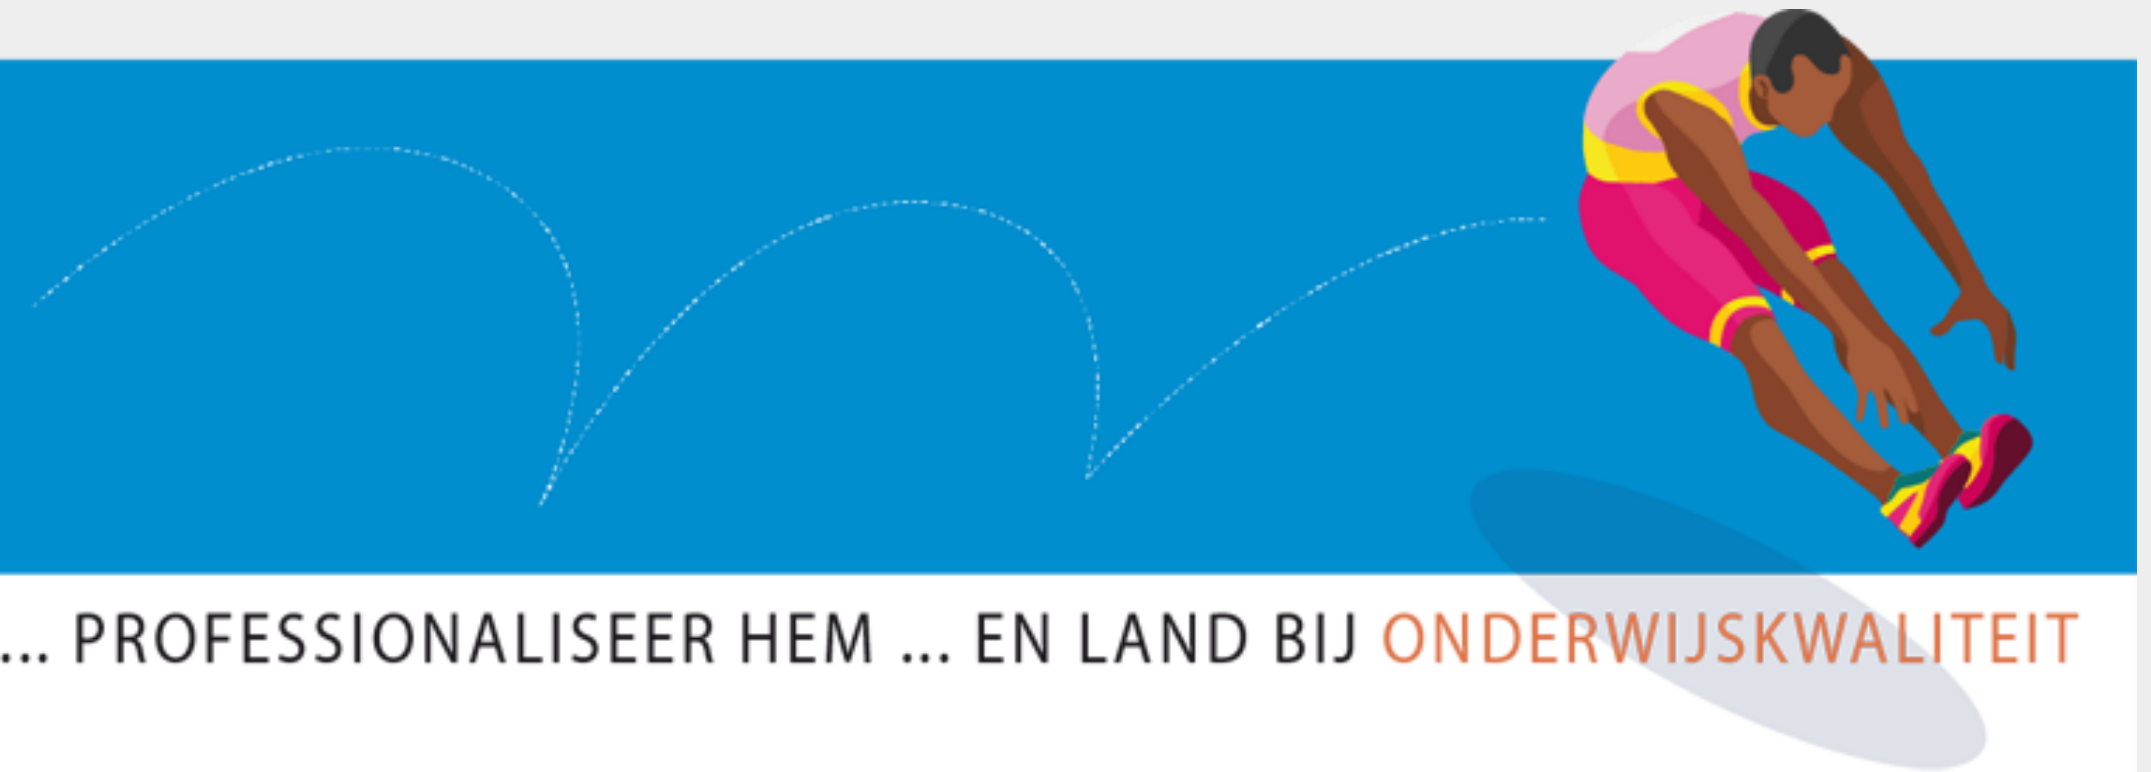 ... PROFESSIONALISEER HEM ... EN LAND BIJ ONDERWIJSKWALITEIT